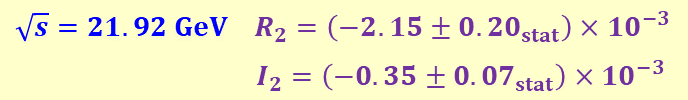 √s = 21.92 GeV R₂ = (−2.15 ± 0.20stat) × 10⁻³
I₂ = (−0.35 ± 0.07stat) × 10⁻³